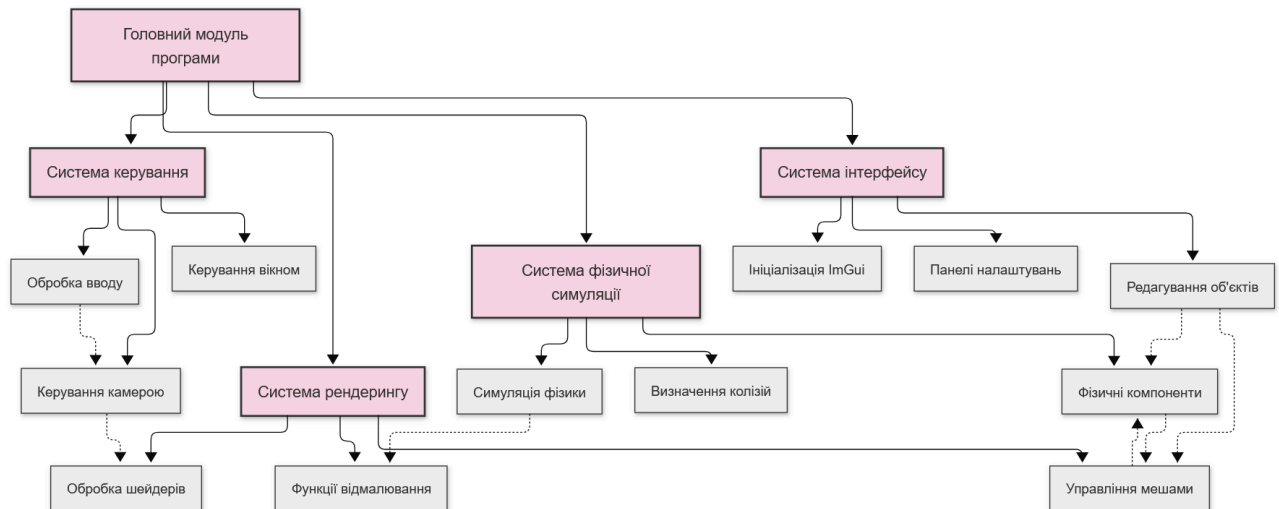 Головний модуль
програми
Система керування
Система інтерфейсу
Обробка вводу
Керування вікном
Система фізичної
симуляції
Ініціалізація ImGui
Панелі налаштувань
Редагування об'єктів
Керування камерою
Система рендерингу
Симуляція фізики
Визначення колізій
Фізичні компоненти
Обробка шейдерів
Функції відмалювання
Управління мешами